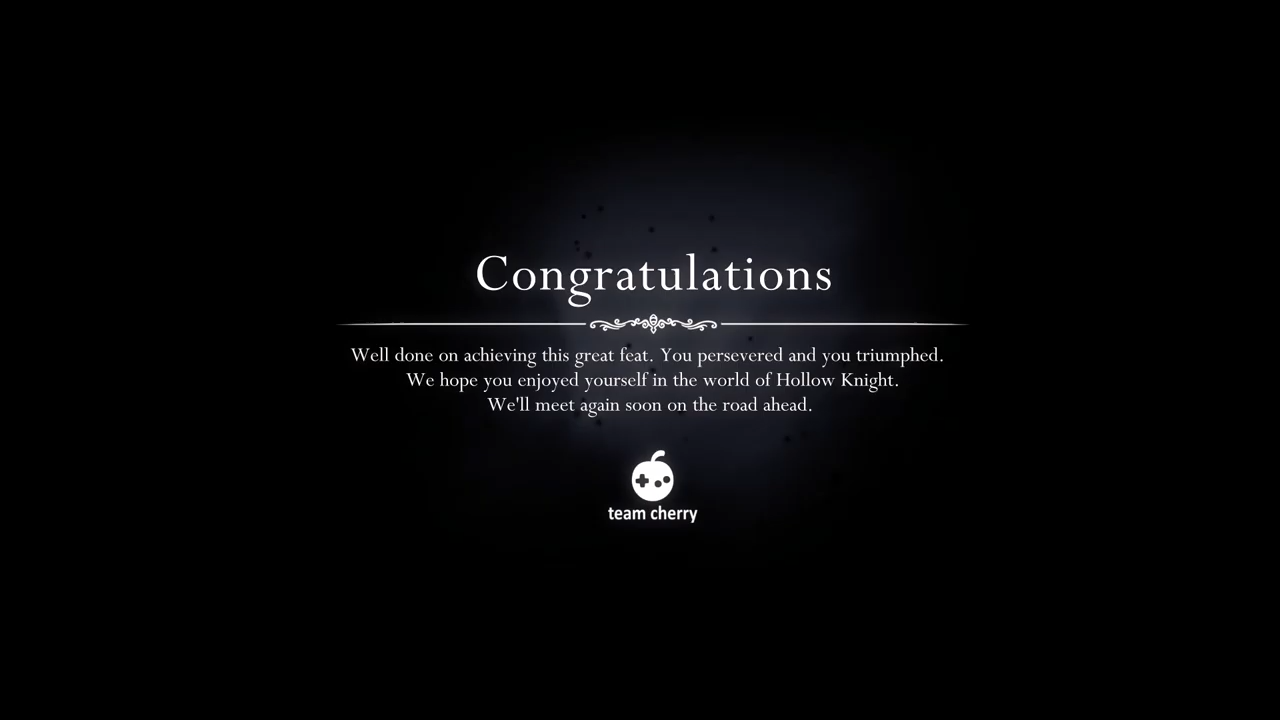 Congratulations
Well done on achieving this great feat. You persevered and you triumphed.
We hope you enjoyed yourself in the world of Hollow Knight.
We'll meet again soon on the road ahead.
team cherry